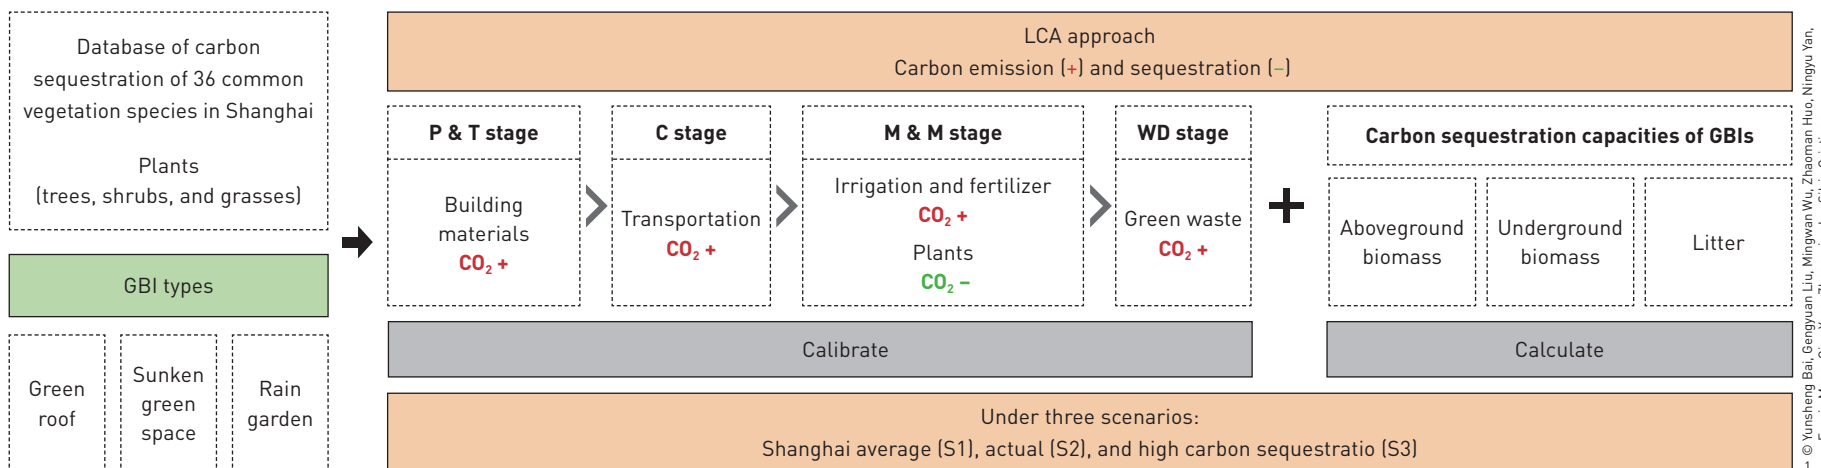 Database of carbon
sequestration of 36 common
vegetation species in Shanghai
Plants
(trees, shrubs, and grasses)
GBI types
Green
roof
Sunken
green
space
Rain
garden
LCA approach
Carbon emission (+) and sequestration (−)
P & T stage
Building
materials
CO₂ +
C stage
Transportation
CO₂ +
M & M stage
Irrigation and fertilizer
CO₂ +
Plants
CO₂ −
WD stage
Green waste
CO₂ +
+
Carbon sequestration capacities of GBIs
Aboveground
biomass
Underground
biomass
Litter
Calibrate
Calculate
Under three scenarios:
Shanghai average (S1), actual (S2), and high carbon sequestratio (S3)
© Yunsheng Bai, Gengyuan Liu, Mingwan Wu, Zhaoman Huo, Ningyu Yan,